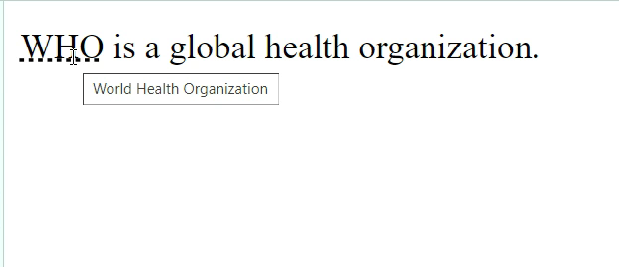 WHO is a global health organization.
World Health Organization